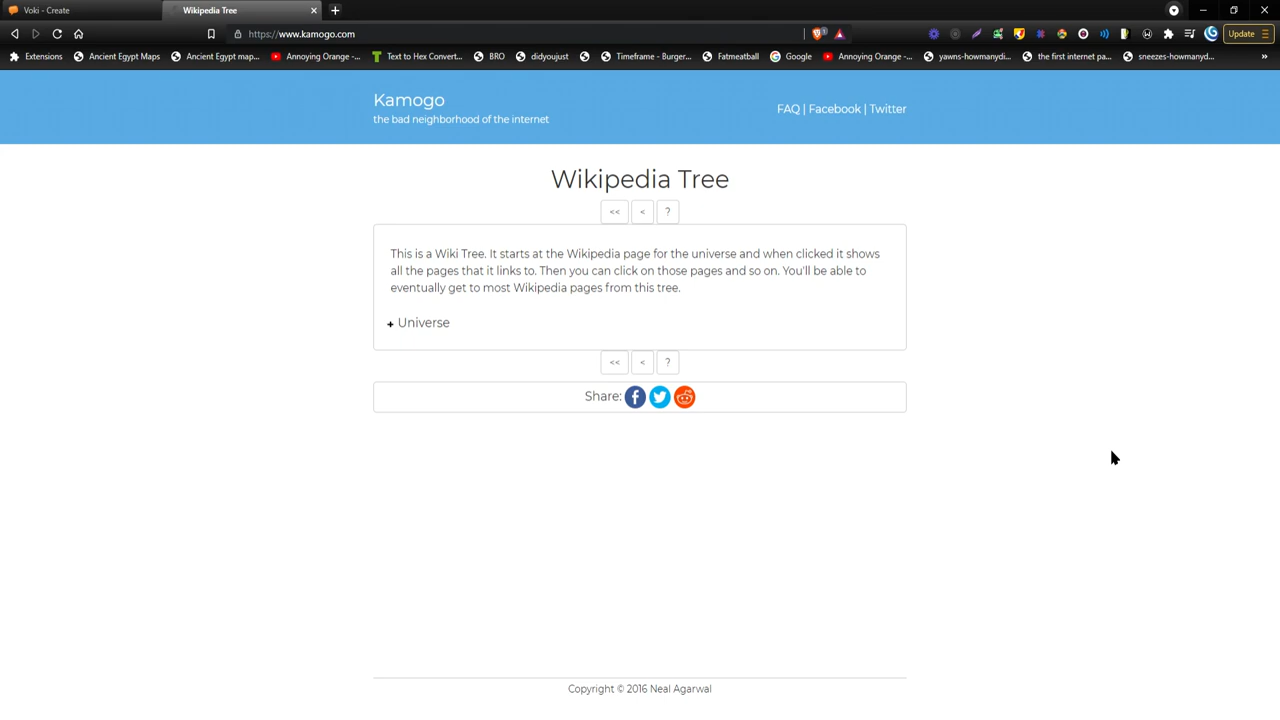 Voki - Create
Wikipedia Tree
https://www.kamogo.com
Update
Extensions
Ancient Egypt Maps
Ancient Egypt map...
Annoying Orange -...
Text to Hex Convert...
BRO
didyoujust
Timeframe - Burger...
Fatmeatball
Google
Annoying Orange -...
yawns-howmanydi...
the first internet pa...
sneezes-howmanyd...
»
Kamogo
the bad neighborhood of the internet
FAQ | Facebook | Twitter
Wikipedia Tree
<< < ?
This is a Wiki Tree. It starts at the Wikipedia page for the universe and when clicked it shows
all the pages that it links to. Then you can click on those pages and so on. You'll be able to
eventually get to most Wikipedia pages from this tree.
+ Universe
<< < ?
Share:
Copyright © 2016 Neal Agarwal